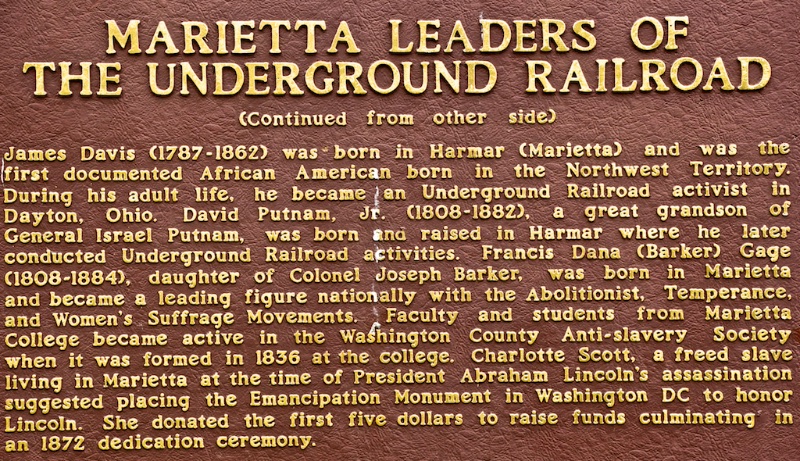 MARIETTA LEADERS OF
THE UNDERGROUND RAILROAD
(Continued from other side)
James Davis (1787-1862) was born in Harmar (Marietta) and was the
first documented African American born in the Northwest Territory.
During his adult life, he became an Underground Railroad activist in
Dayton, Ohio. David Putnam, Jr. (1808-1882), a great grandson of
General Israel Putnam, was born and raised in Harmar where he later
conducted Underground Railroad activities. Francis Dana (Barker) Gage
(1808-1884), daughter of Colonel Joseph Barker, was born in Marietta
and became a leading figure nationally with the Abolitionist, Temperance,
and Women's Suffrage Movements. Faculty and students from Marietta
College became active in the Washington County Anti-slavery Society
when it was formed in 1836 at the college. Charlotte Scott, a freed slave
living in Marietta at the time of President Abraham Lincoln's assassination
suggested placing the Emancipation Monument in Washington DC to honor
Lincoln. She donated the first five dollars to raise funds culminating in
an 1872 dedication ceremony.